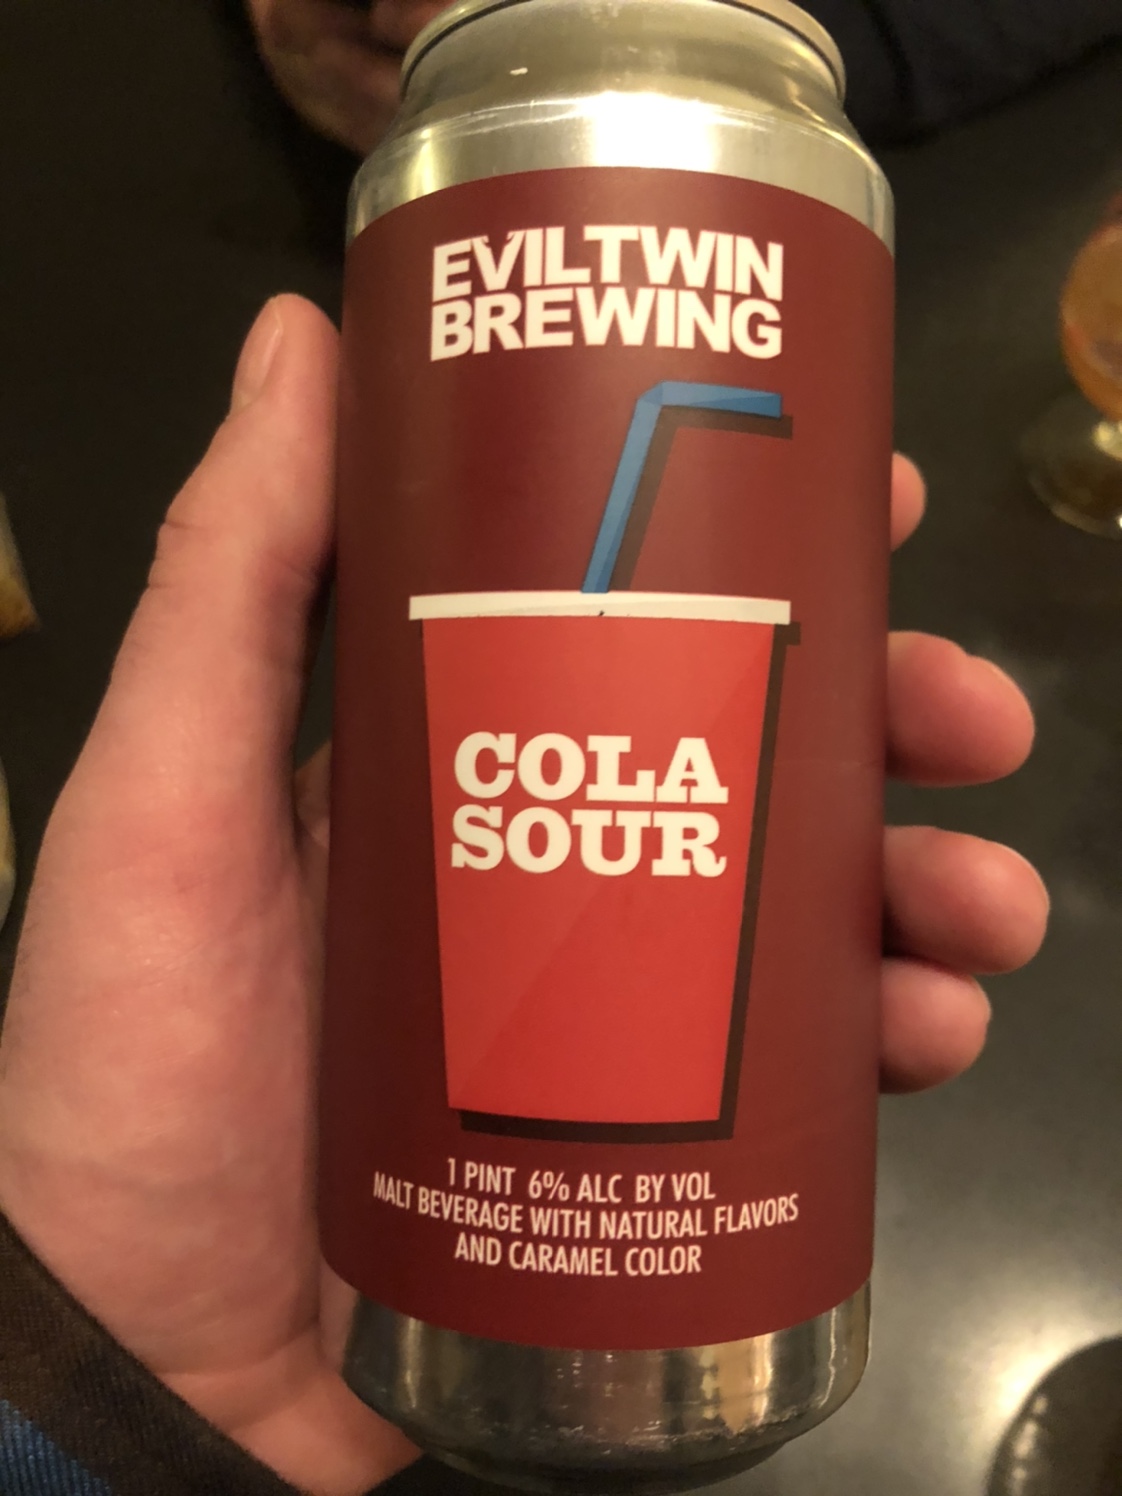 EVILTWIN
BREWING
COLA
SOUR
1 PINT 6% ALC BY VOL
MALT BEVERAGE WITH NATURAL FLAVORS
AND CARAMEL COLOR